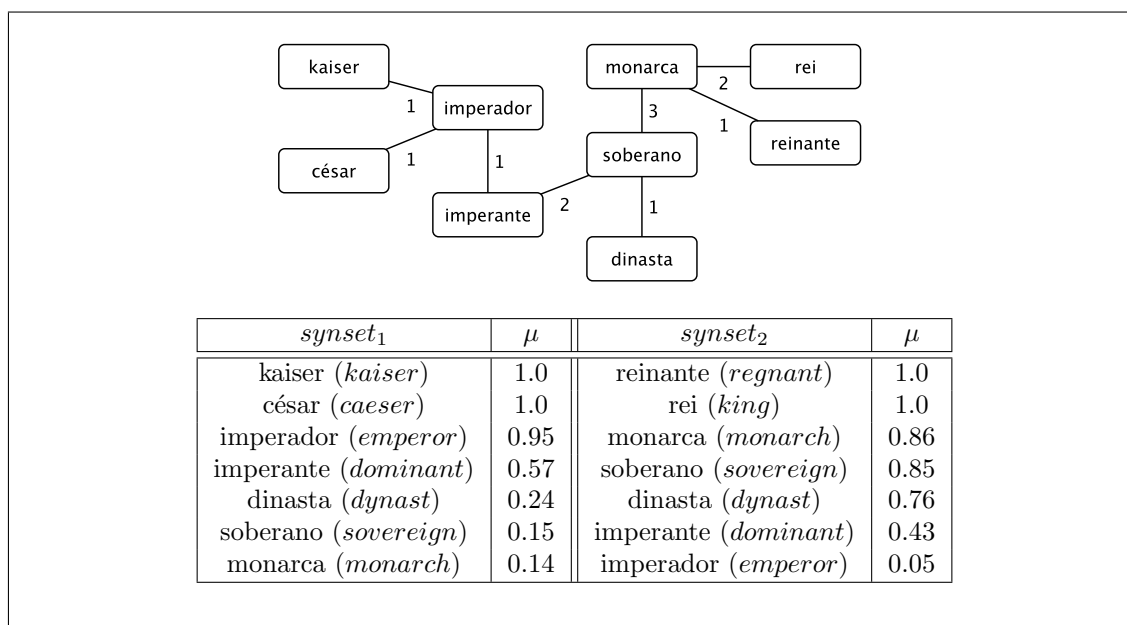 kaiser
monarca
rei
2
1
imperador
3
1
reinante
1
1
soberano
césar
2
1
imperante
dinasta
synset₁ μ synset₂ μ
kaiser (kaiser) 1.0 reinante (regnant) 1.0
césar (caeser) 1.0 rei (king) 1.0
imperador (emperor) 0.95 monarca (monarch) 0.86
imperante (dominant) 0.57 soberano (sovereign) 0.85
dinasta (dynast) 0.24 dinasta (dynast) 0.76
soberano (sovereign) 0.15 imperante (dominant) 0.43
monarca (monarch) 0.14 imperador (emperor) 0.05